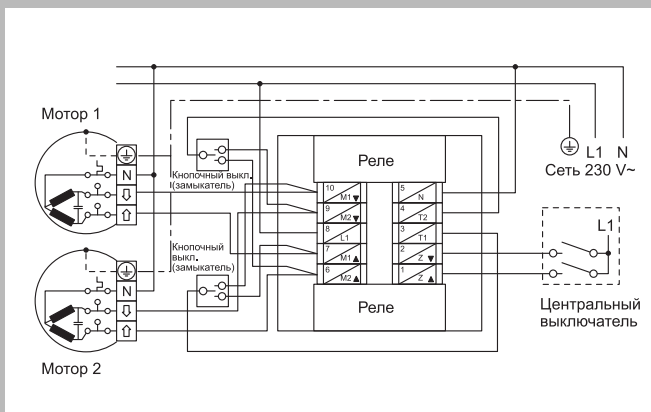 Мотор 1
N
Кнопочный выкл.
(замыкатель)
Кнопочный
выкл.
(замыкатель)
N
Мотор 2
Реле
10 M1▼
9 M2▼
8 L1
7 M1▲
6 M2▲
5 N
4 T2
3 T1
2 Z▼
1 Z▲
Реле
L1 N
Сеть 230 V~
L1
Центральный
выключатель